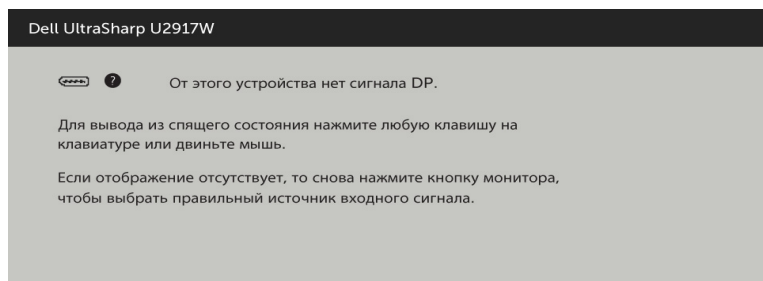 Dell UltraSharp U2917W
? От этого устройства нет сигнала DP.
Для вывода из спящего состояния нажмите любую клавишу на
клавиатуре или двиньте мышь.
Если отображение отсутствует, то снова нажмите кнопку монитора,
чтобы выбрать правильный источник входного сигнала.